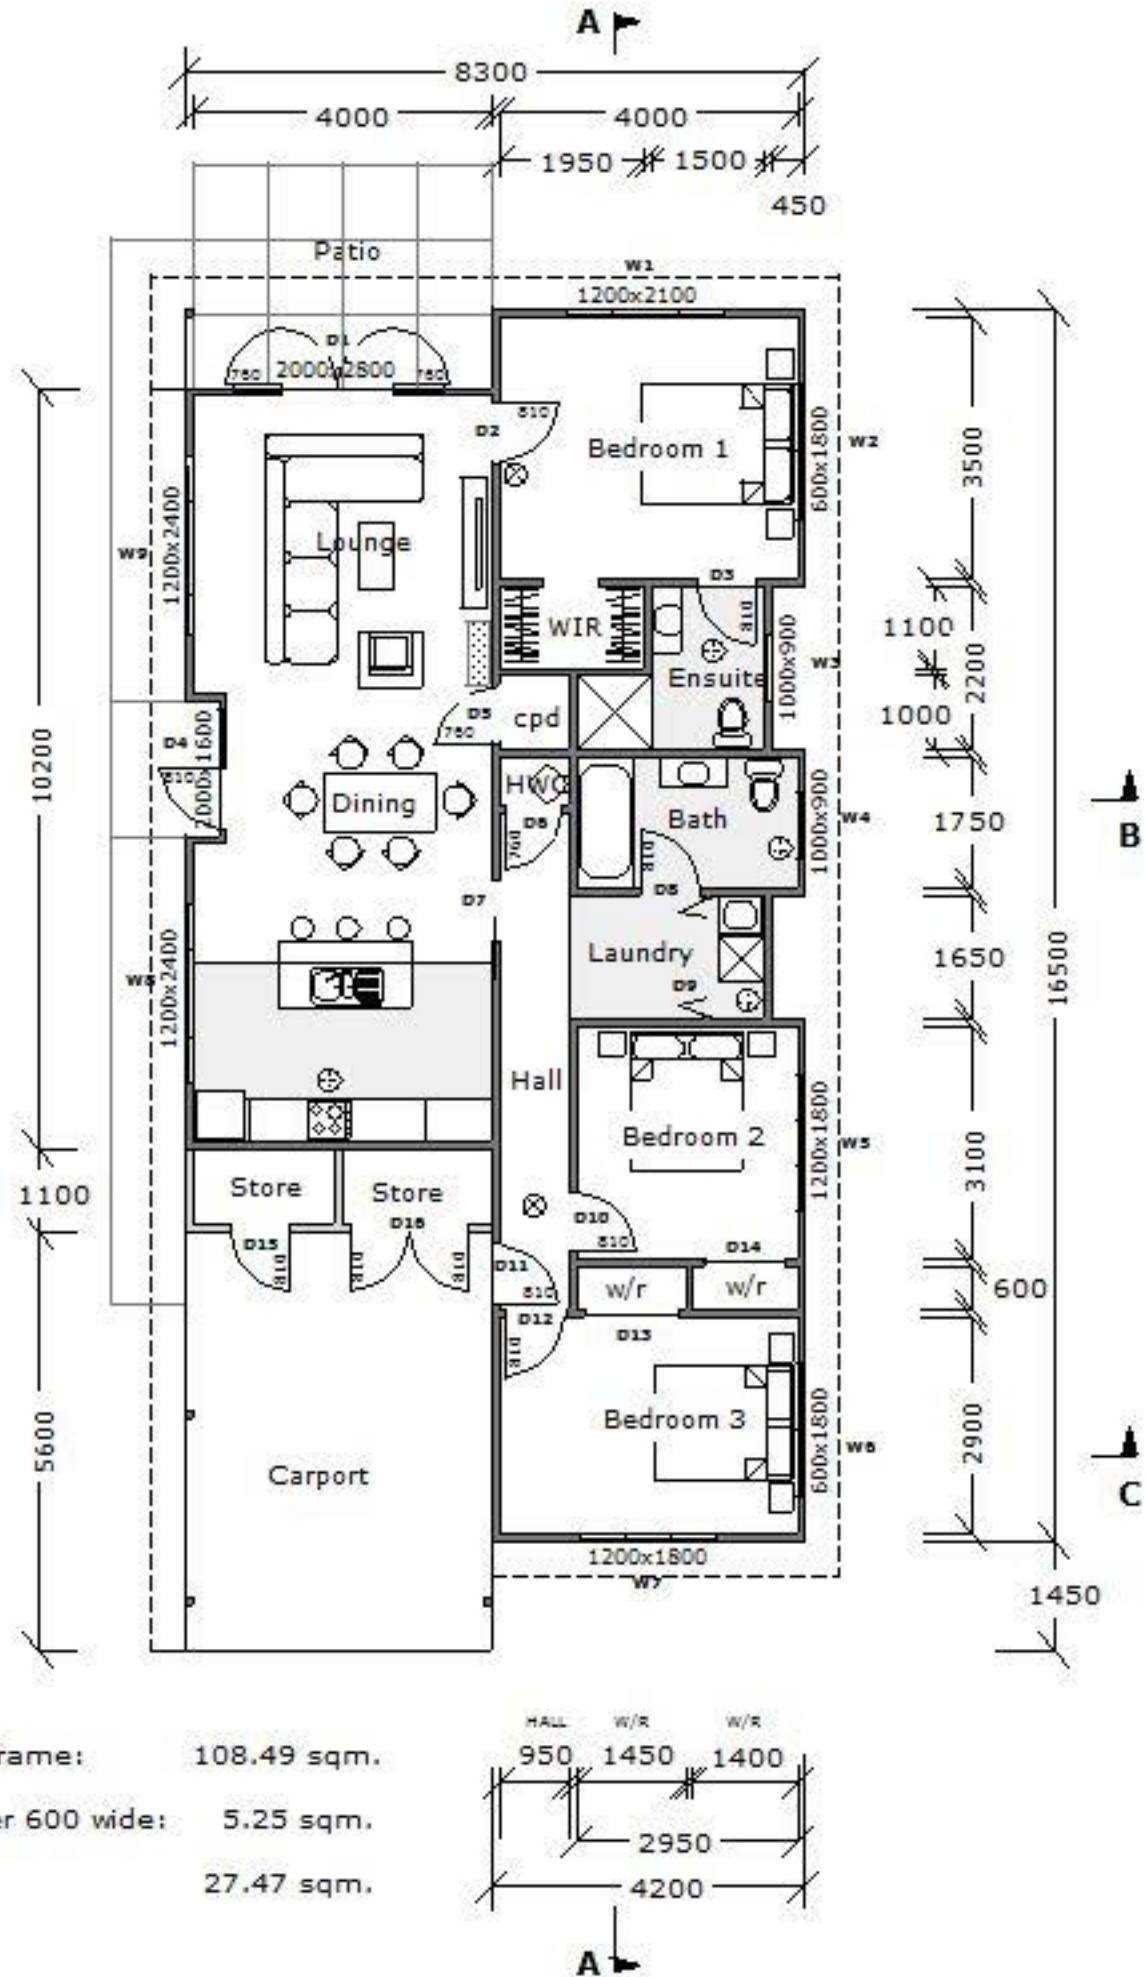 A
8300
4000 4000
1950 1500
450
Patio
W1
1200x2100
D1
760 2000x2800 760
D2
810
Bedroom 1
600x1800
W2
3500
Lounge
W9
1200x2400
WIR
D3
810
Ensuite
1000x900
W3
1100
2200
1000
D5
760
cpd
D4
810
2000x1600
10200
Dining
HWC
D6
760
Bath
1000x900
W4
1750
B
D7
810
D8
Laundry
D9
1650
16500
W8
1200x2400
Hall
Bedroom 2
1200x1800
W5
3100
1100
Store
Store
D15
810
D16
810
810
D10
810
D14
D11
810
w/r
w/r
600
D12
810
D13
5600
Carport
Bedroom 3
600x1800
W6
2900
C
1200x1800
W7
1450
rame: 108.49 sqm.
er 600 wide: 5.25 sqm.
27.47 sqm.
HALL W/R W/R
950 1450 1400
2950
4200
A